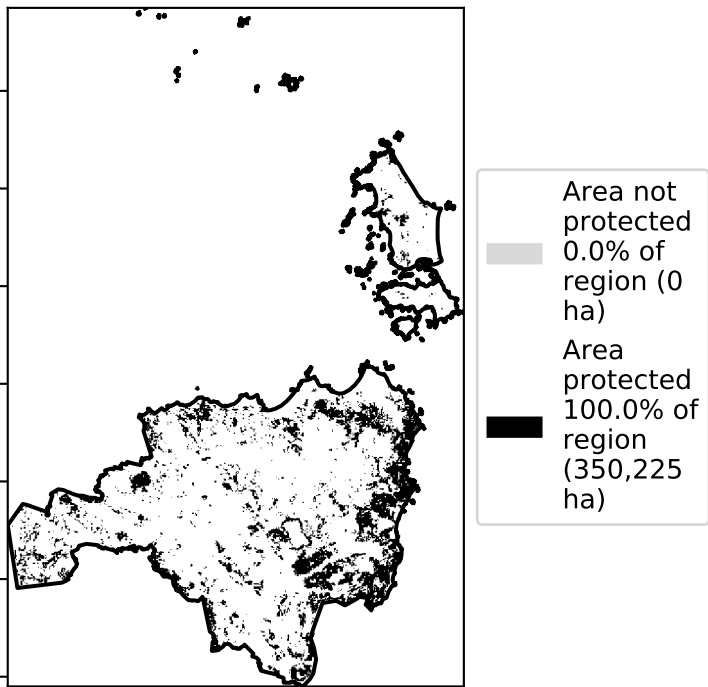 Area not
protected
0.0% of
region (0
ha)
Area
protected
100.0% of
region
(350,225
ha)